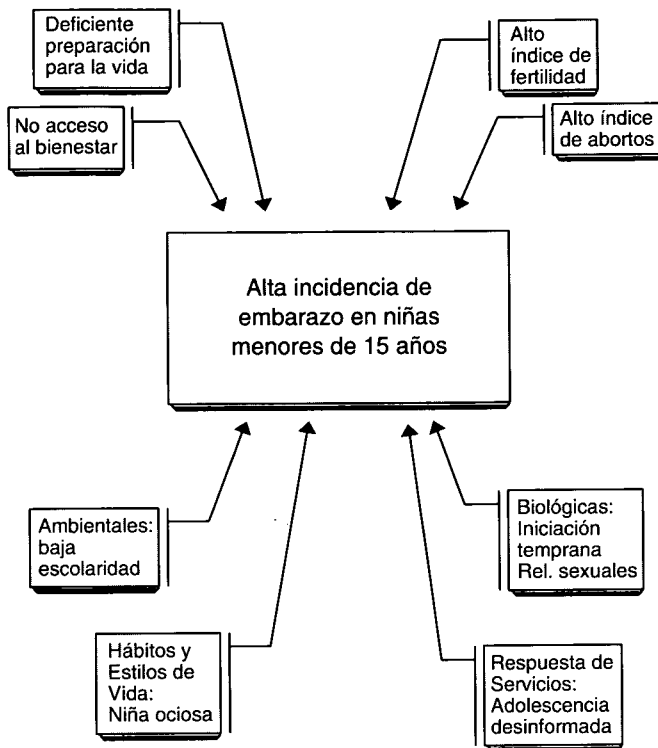 Deficiente
preparación
para la vida
Alto
índice de
fertilidad
No acceso
al bienestar
Alto índice
de abortos
Alta incidencia de
embarazo en niñas
menores de 15 años
Ambientales:
baja
escolaridad
Biológicas:
Iniciación
temprana
Rel. sexuales
Hábitos y
Estilos de
Vida:
Niña ociosa
Respuesta de
Servicios:
Adolescencia
desinformada